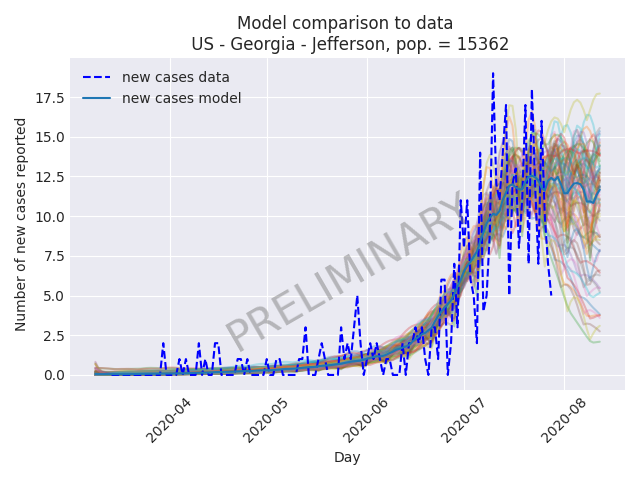 Model comparison to data
US - Georgia - Jefferson, pop. = 15362
new cases data
new cases model
Number of new cases reported
17.5
15.0
12.5
10.0
7.5
5.0
2.5
0.0
PRELIMINARY
2020-04
2020-05
2020-06
2020-07
2020-08
Day